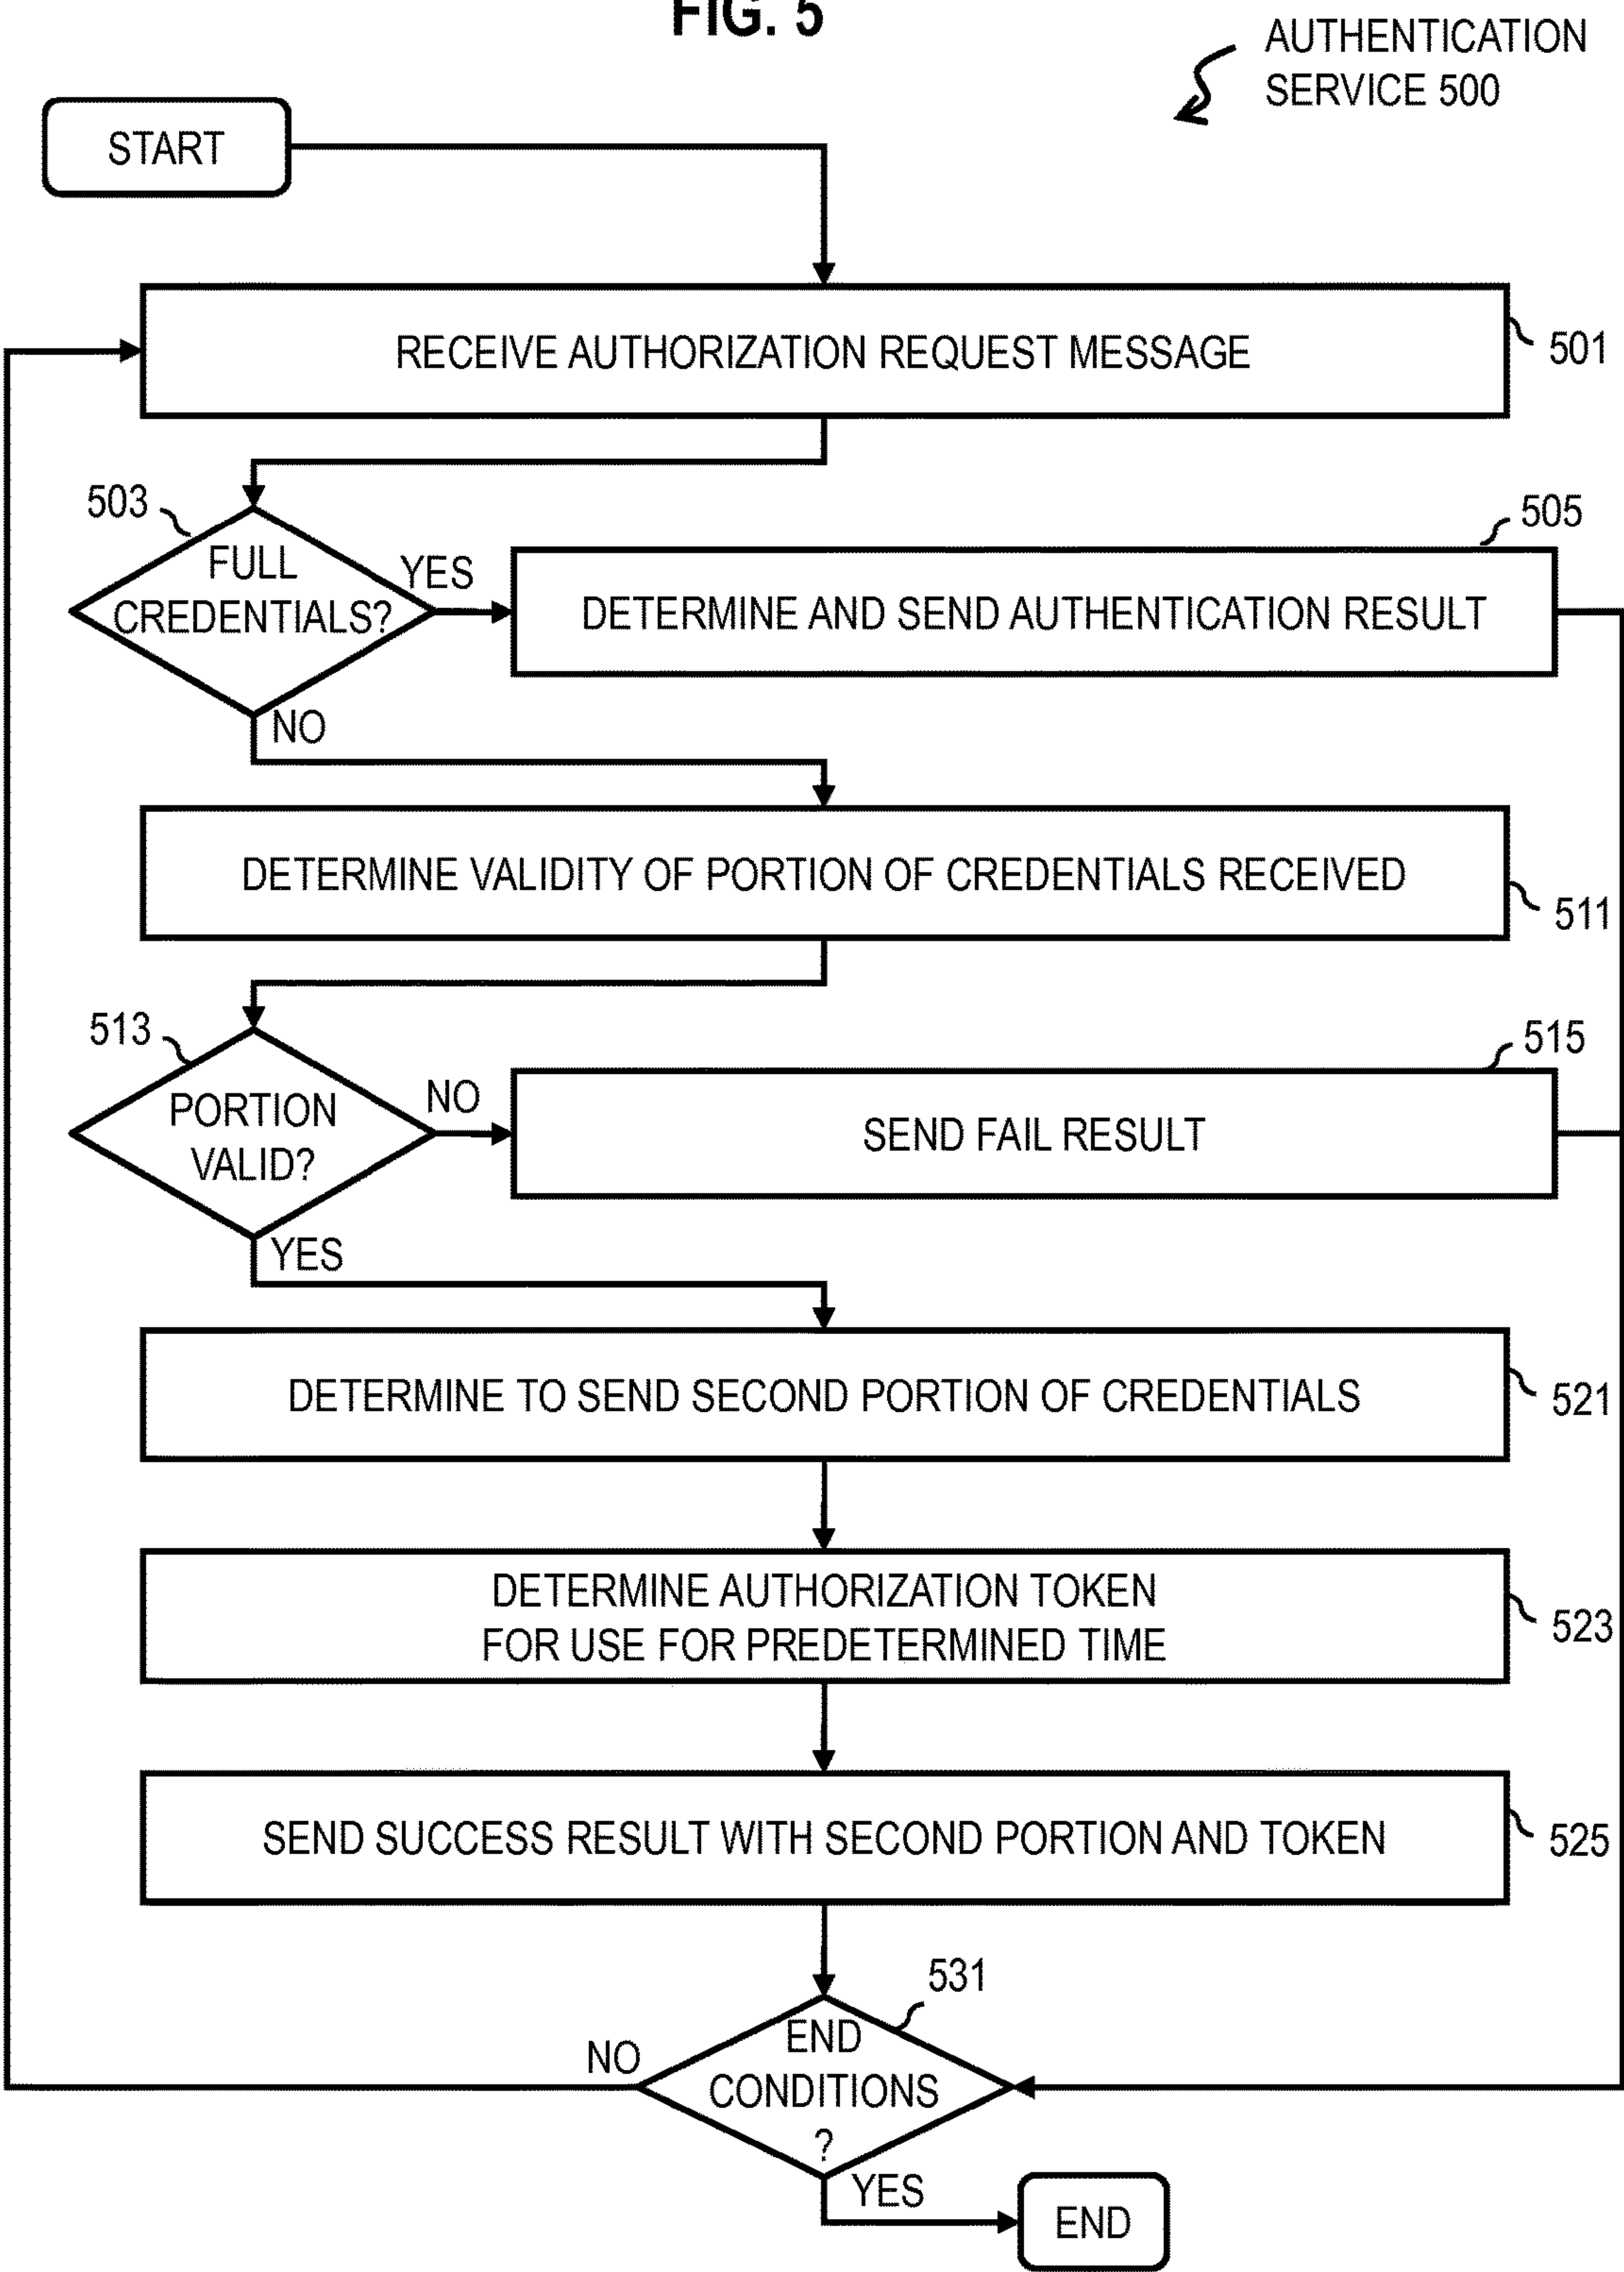 FIG. 5
AUTHENTICATION
SERVICE 500
START
RECEIVE AUTHORIZATION REQUEST MESSAGE
501
503
FULL
CREDENTIALS?
YES
505
DETERMINE AND SEND AUTHENTICATION RESULT
NO
DETERMINE VALIDITY OF PORTION OF CREDENTIALS RECEIVED
511
513
PORTION
VALID?
NO
515
SEND FAIL RESULT
YES
DETERMINE TO SEND SECOND PORTION OF CREDENTIALS
521
DETERMINE AUTHORIZATION TOKEN
FOR USE FOR PREDETERMINED TIME
523
SEND SUCCESS RESULT WITH SECOND PORTION AND TOKEN
525
531
END
CONDITIONS
?
NO
YES
END